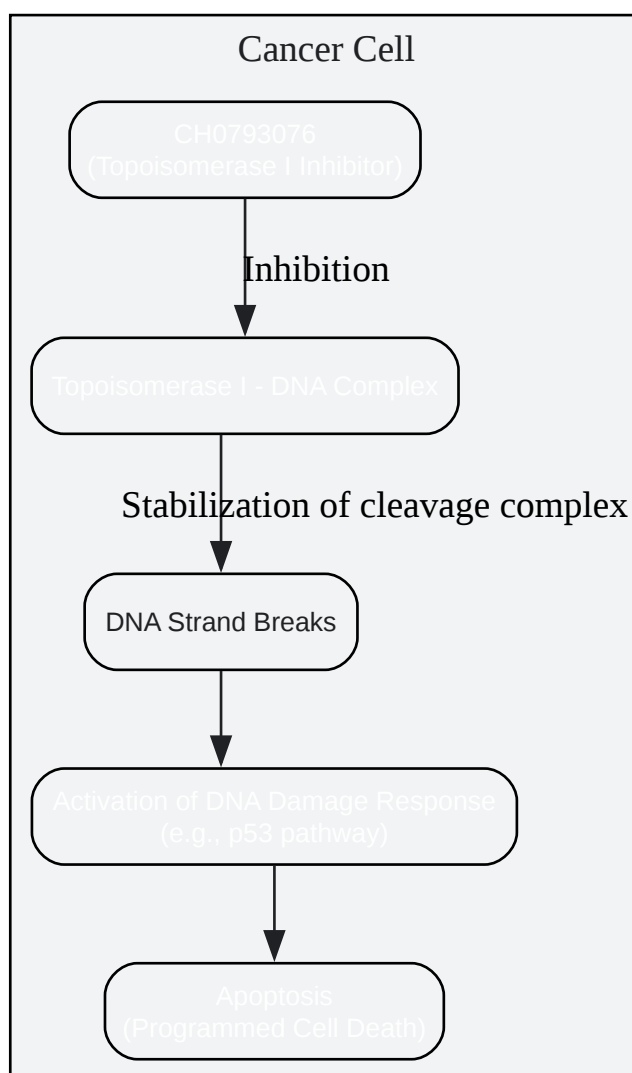 Cancer Cell
CH0793076
(Topoisomerase I Inhibitor)
Inhibition
Topoisomerase I - DNA Complex
Stabilization of cleavage complex
DNA Strand Breaks
Activation of DNA Damage Response
(e.g., p53 pathway)
Apoptosis
(Programmed Cell Death)